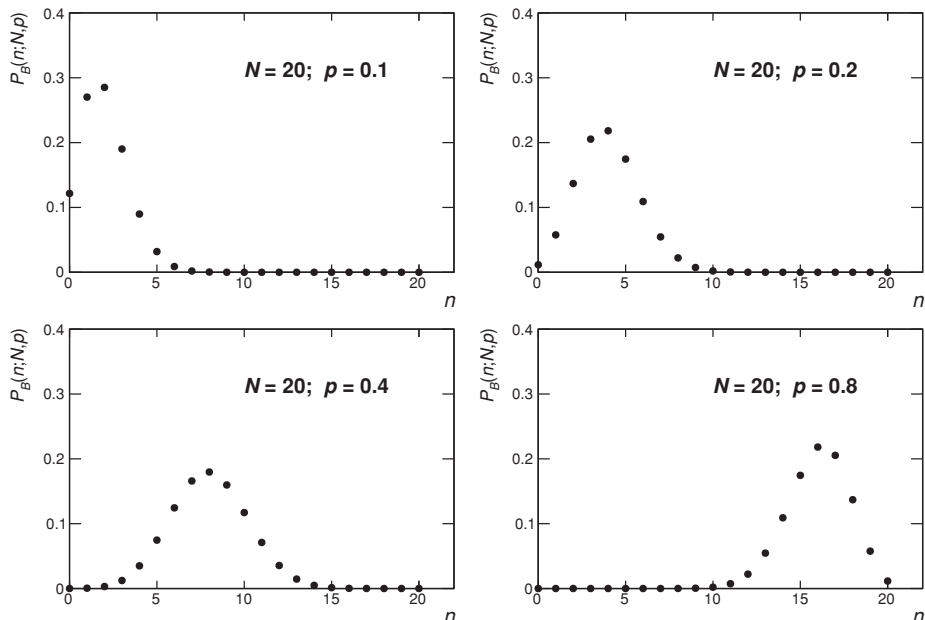 P_B(n;N,p)
0.4
0.3
0.2
0.1
0
N = 20; p = 0.1
0 5 10 15 20
n
P_B(n;N,p)
0.4
0.3
0.2
0.1
0
N = 20; p = 0.2
0 5 10 15 20
n
P_B(n;N,p)
0.4
0.3
0.2
0.1
0
N = 20; p = 0.4
0 5 10 15 20
n
P_B(n;N,p)
0.4
0.3
0.2
0.1
0
N = 20; p = 0.8
0 5 10 15 20
n